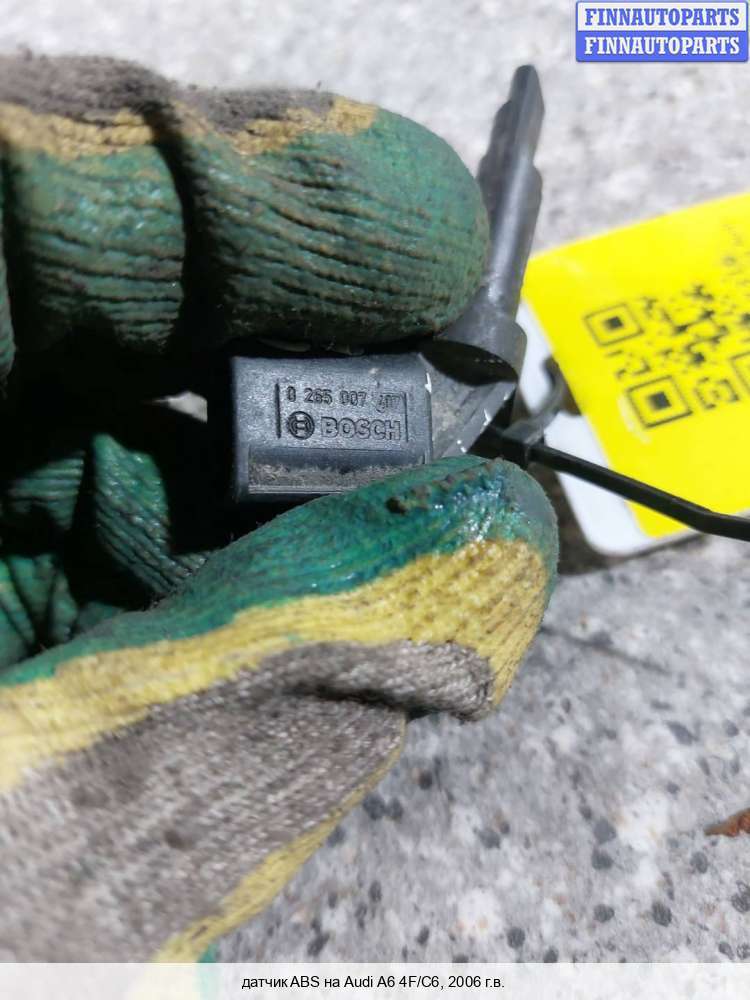 FINNAUTOPARTS
FINNAUTOPARTS
0 265 007
BOSCH
датчик ABS на Audi A6 4F/C6, 2006 г.в.